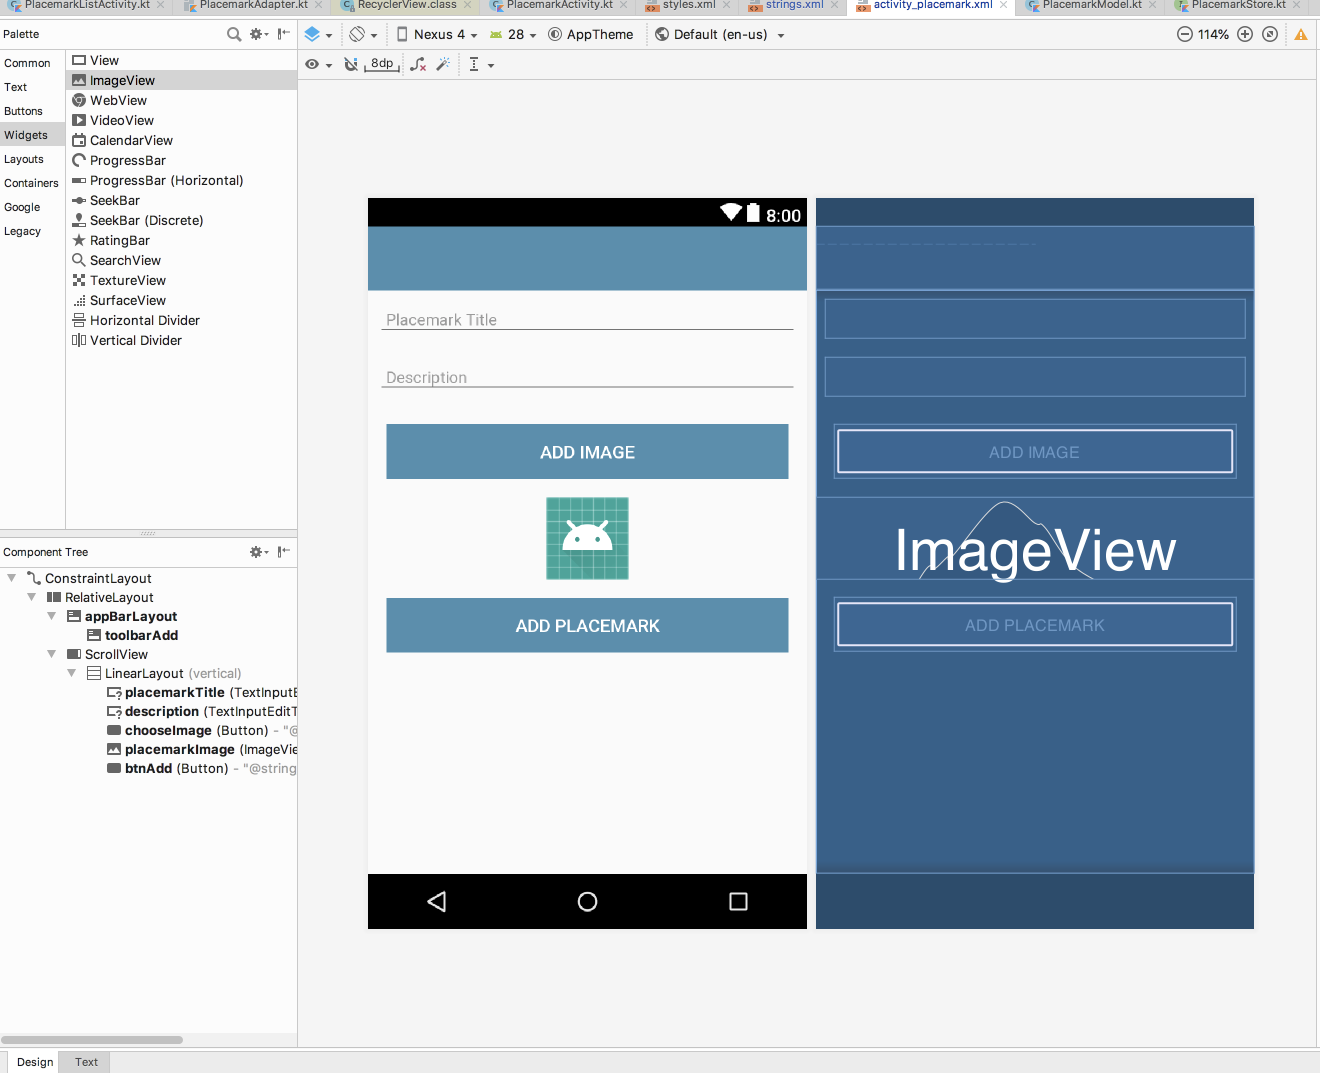 PlacemarkListActivity.kt PlacemarkAdapter.kt RecyclerView.class PlacemarkActivity.kt styles.xml strings.xml activity_placemark.xml PlacemarkModel.kt PlacemarkStore.kt
Palette Nexus 4 28 AppTheme Default (en-us) 114%
8dp
Common
Text
Buttons
Widgets
Layouts
Containers
Google
Legacy
View
ImageView
WebView
VideoView
CalendarView
ProgressBar
ProgressBar (Horizontal)
SeekBar
SeekBar (Discrete)
RatingBar
SearchView
TextureView
SurfaceView
Horizontal Divider
Vertical Divider
Component Tree
ConstraintLayout
RelativeLayout
appBarLayout
toolbarAdd
ScrollView
LinearLayout (vertical)
placemarkTitle (TextInputE
description (TextInputEditT
chooseImage (Button) - "@
placemarkImage (ImageVie
btnAdd (Button) - "@string
Design Text
8:00
Placemark Title
Description
ADD IMAGE
ADD PLACEMARK
ADD IMAGE
ImageView
ADD PLACEMARK